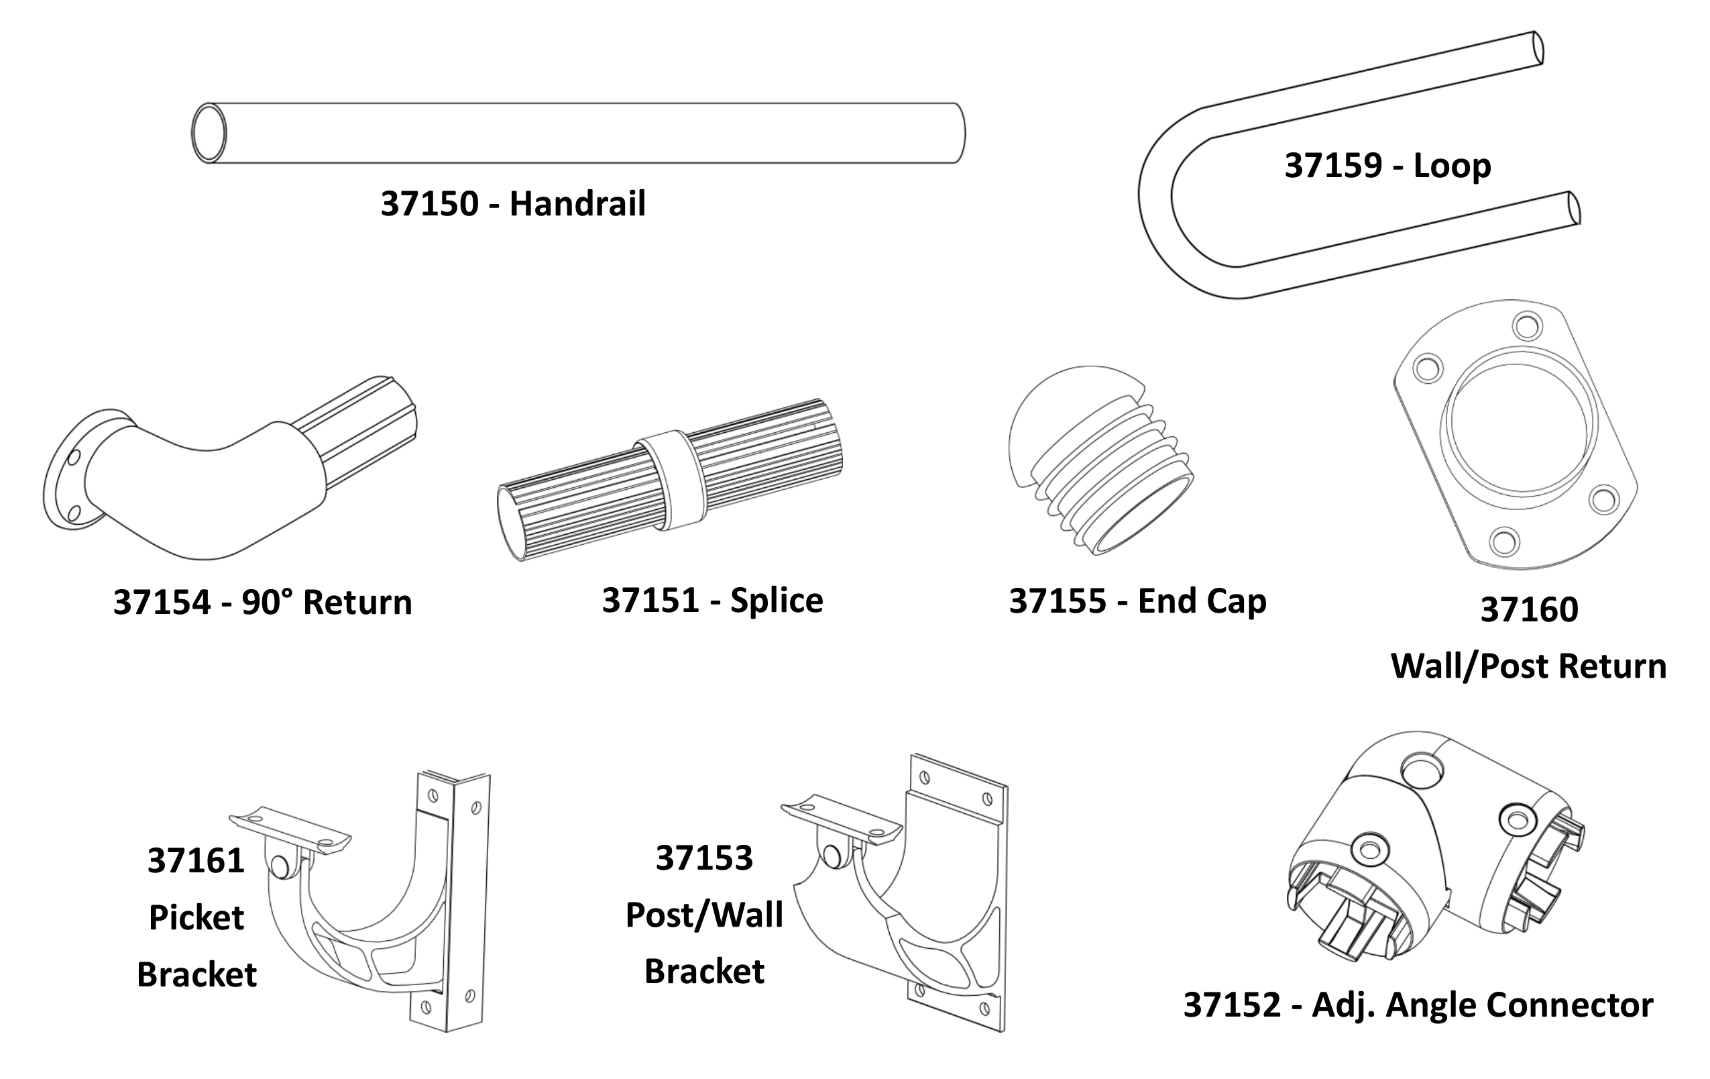 37150 - Handrail
37159 - Loop
37154 - 90° Return
37151 - Splice
37155 - End Cap
37160
Wall/Post Return
37161
Picket
Bracket
37153
Post/Wall
Bracket
37152 - Adj. Angle Connector